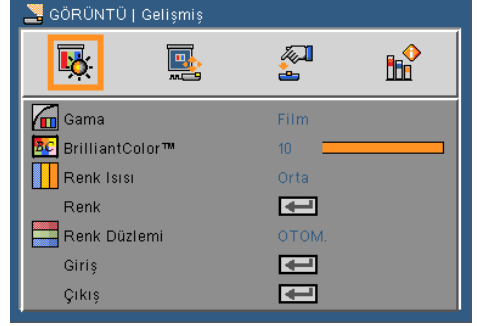 GÖRÜNTÜ | Gelişmiş
Gama Film
BrilliantColor™ 10
Renk Isısı Orta
Renk
Renk Düzlemi OTOM.
Giriş
Çıkış